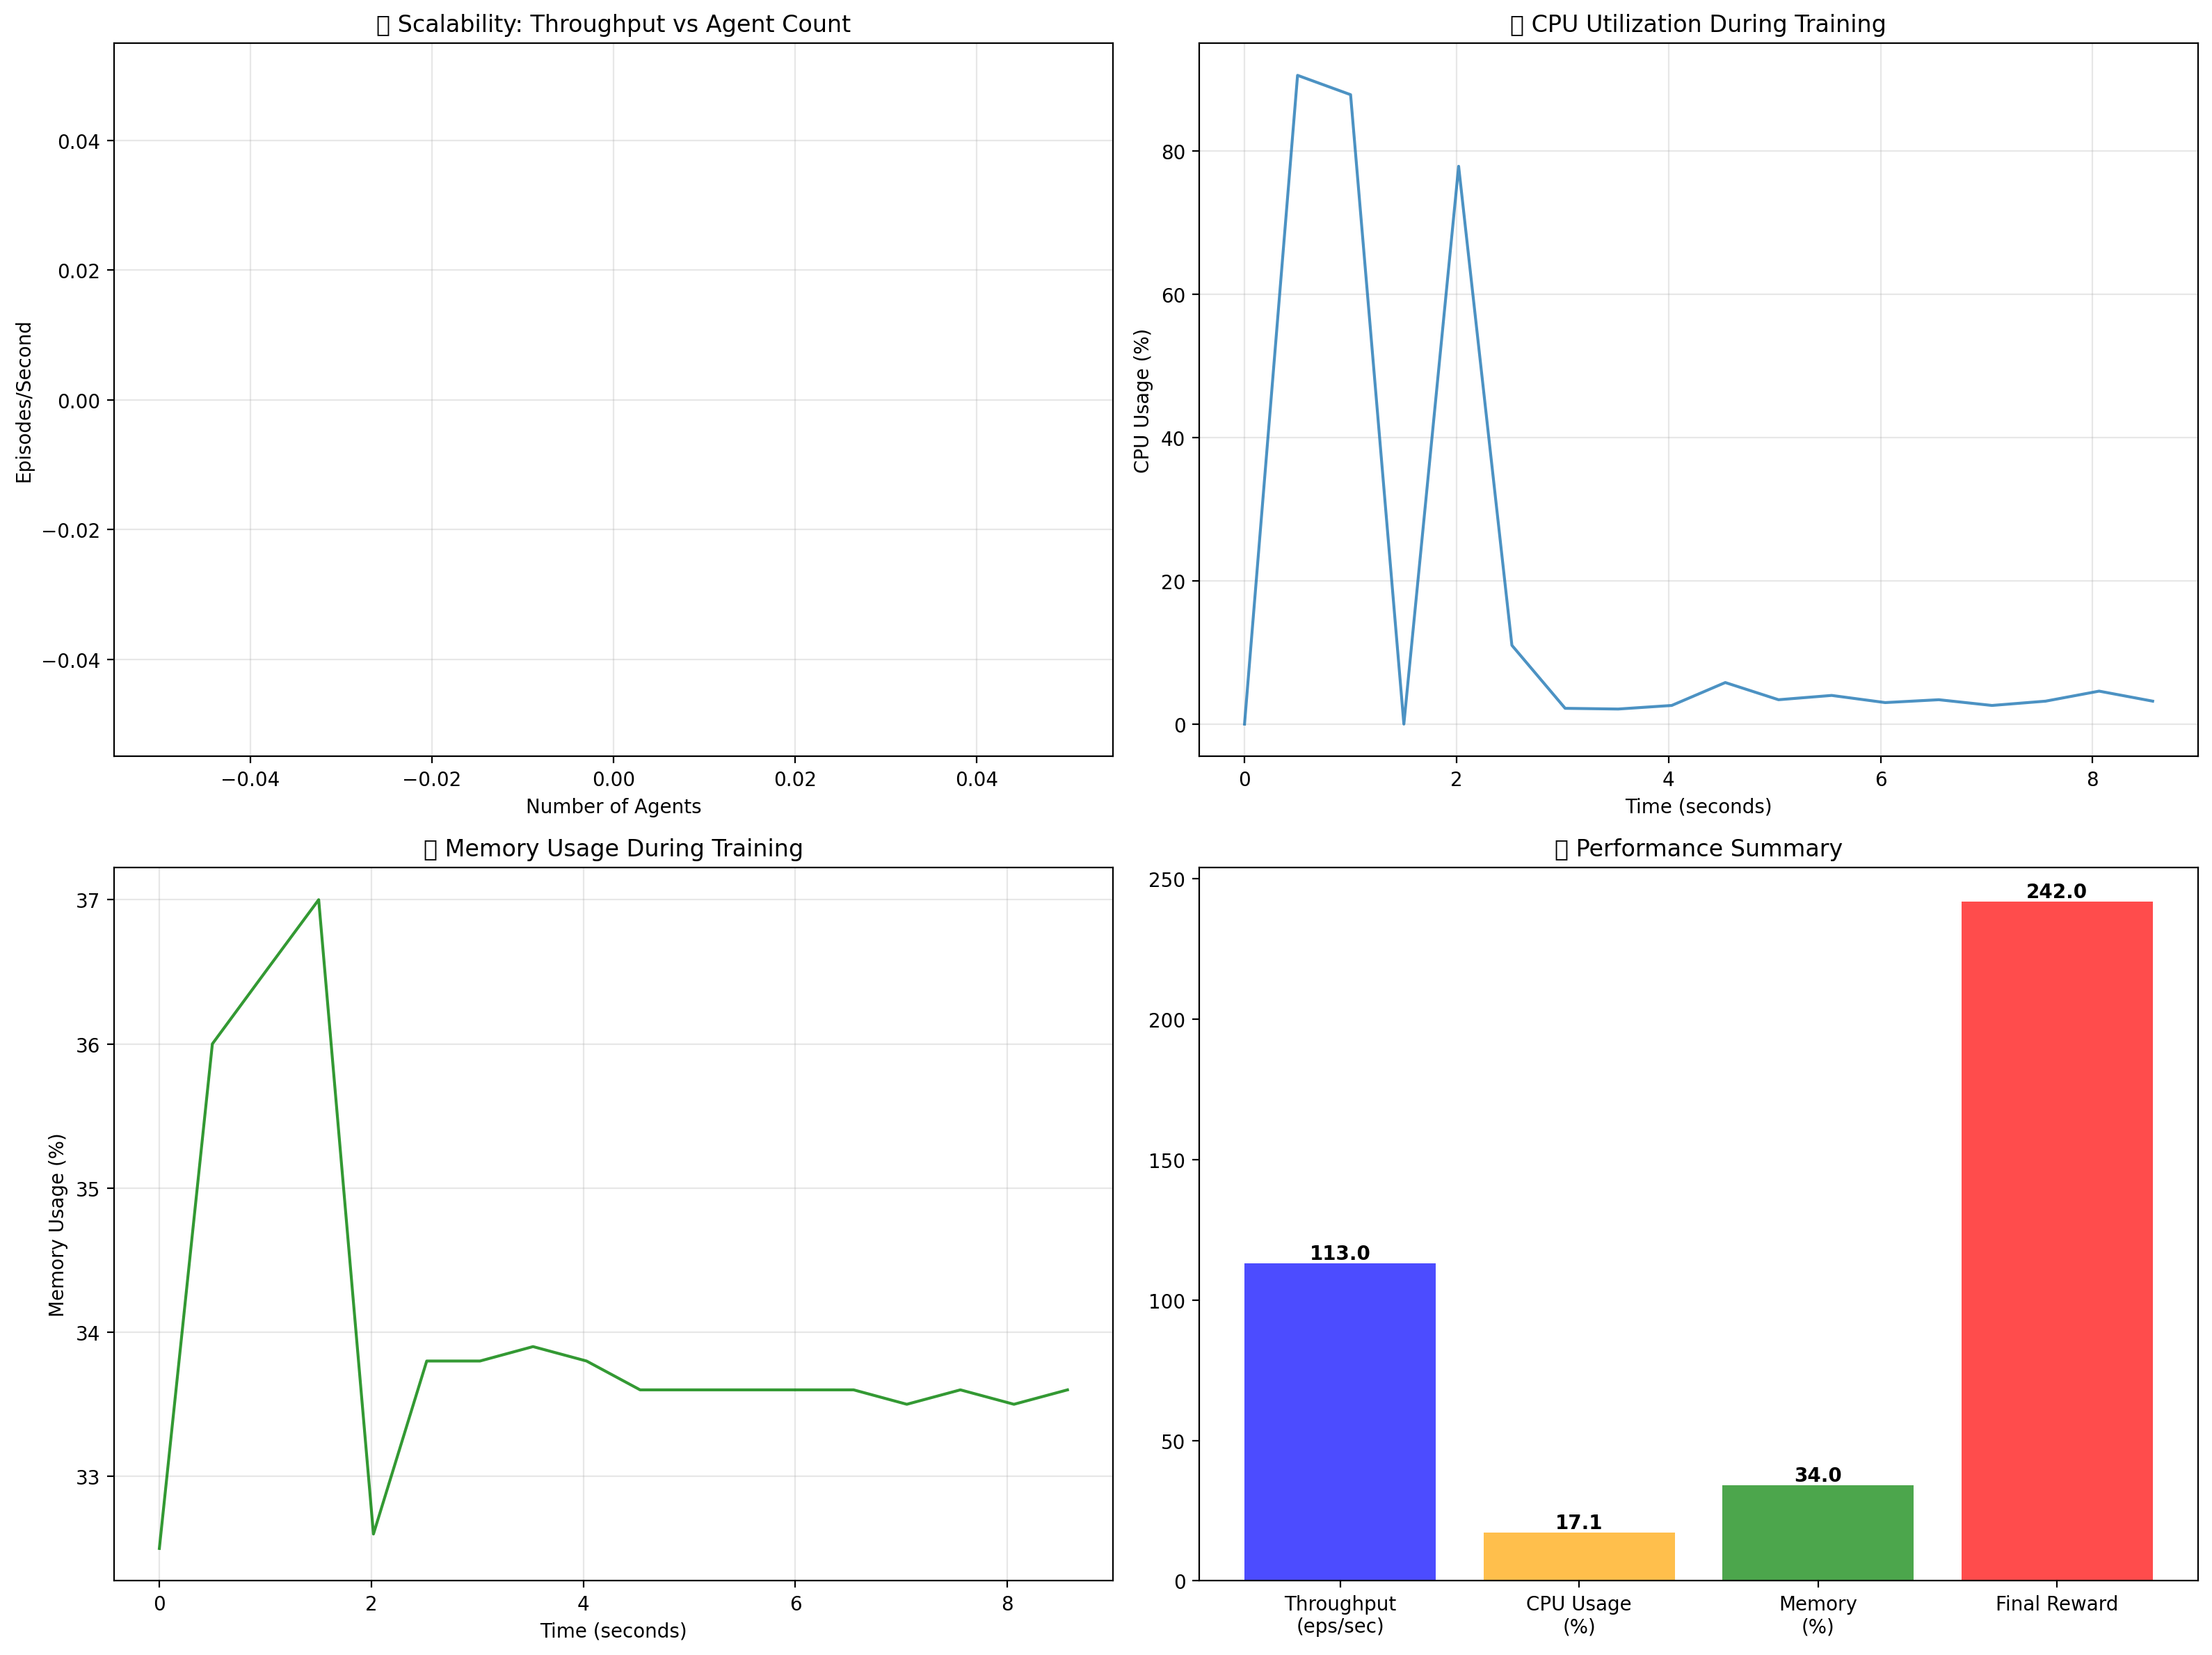 ▯ Scalability: Throughput vs Agent Count
0.04
0.02
0.00
−0.02
−0.04
Episodes/Second
−0.04 −0.02 0.00 0.02 0.04
Number of Agents
▯ CPU Utilization During Training
80
60
40
20
0
CPU Usage (%)
0 2 4 6 8
Time (seconds)
▯ Memory Usage During Training
37
36
35
34
33
Memory Usage (%)
0 2 4 6 8
Time (seconds)
▯ Performance Summary
250
200
150
100
50
0
113.0
17.1
34.0
242.0
Throughput
(eps/sec)
CPU Usage
(%)
Memory
(%)
Final Reward